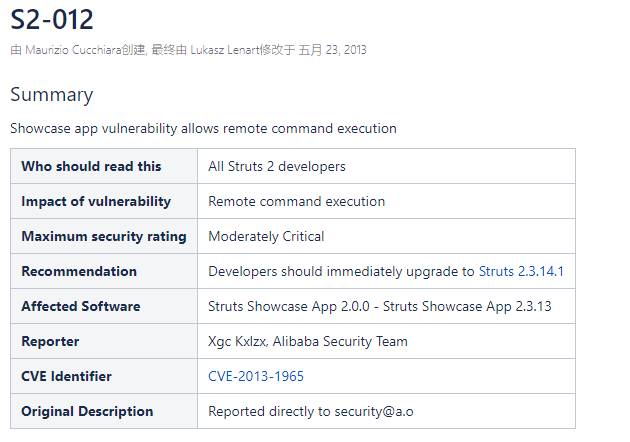 S2-012
由 Maurizio Cucchiara创建, 最终由 Lukasz Lenart修改于 五月 23, 2013
Summary
Showcase app vulnerability allows remote command execution
Who should read this All Struts 2 developers
Impact of vulnerability Remote command execution
Maximum security rating Moderately Critical
Recommendation Developers should immediately upgrade to Struts 2.3.14.1
Affected Software Struts Showcase App 2.0.0 - Struts Showcase App 2.3.13
Reporter Xgc Kxlzx, Alibaba Security Team
CVE Identifier CVE-2013-1965
Original Description Reported directly to security@a.o